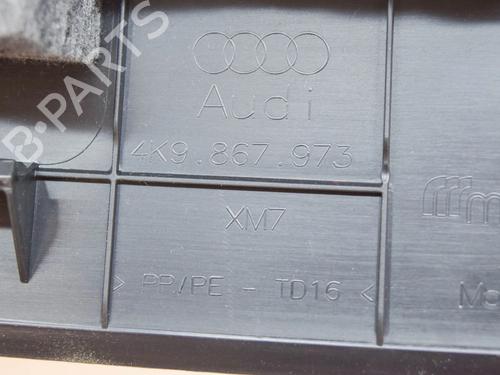 Audi
4K9.867.973
XM7
> PP/PE - TD16 <
B-PARTS